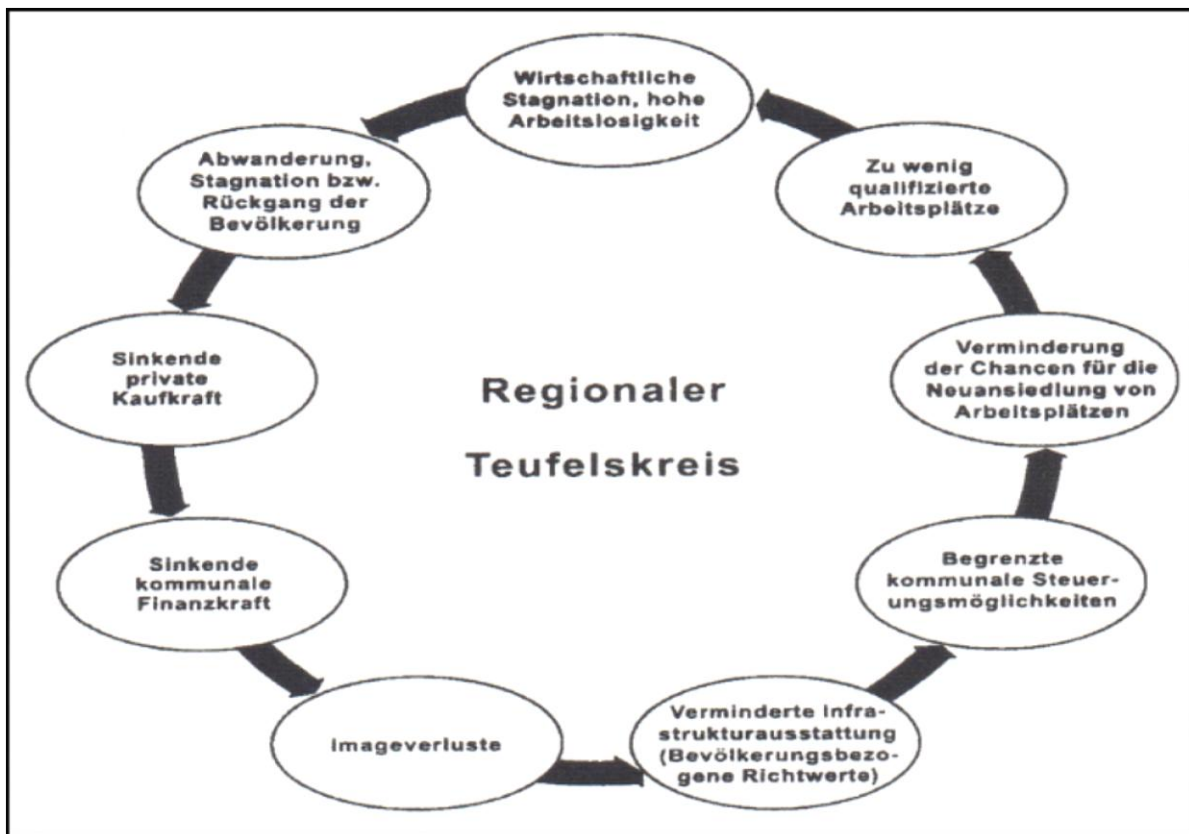 Wirtschaftliche
Stagnation, hohe
Arbeitslosigkeit
Abwanderung,
Stagnation bzw.
Rückgang der
Bevölkerung
Sinkende
private
Kaufkraft
Sinkende
kommunale
Finanzkraft
Imageverluste
Verminderte Infra-
strukturausstattung
(Bevölkerungsbezo-
gene Richtwerte)
Begrenzte
kommunale Steuer-
ungsmöglichkeiten
Verminderung
der Chancen für die
Neuansiedlung von
Arbeitsplätzen
Zu wenig
qualifizierte
Arbeitsplätze
Regionaler
Teufelskreis